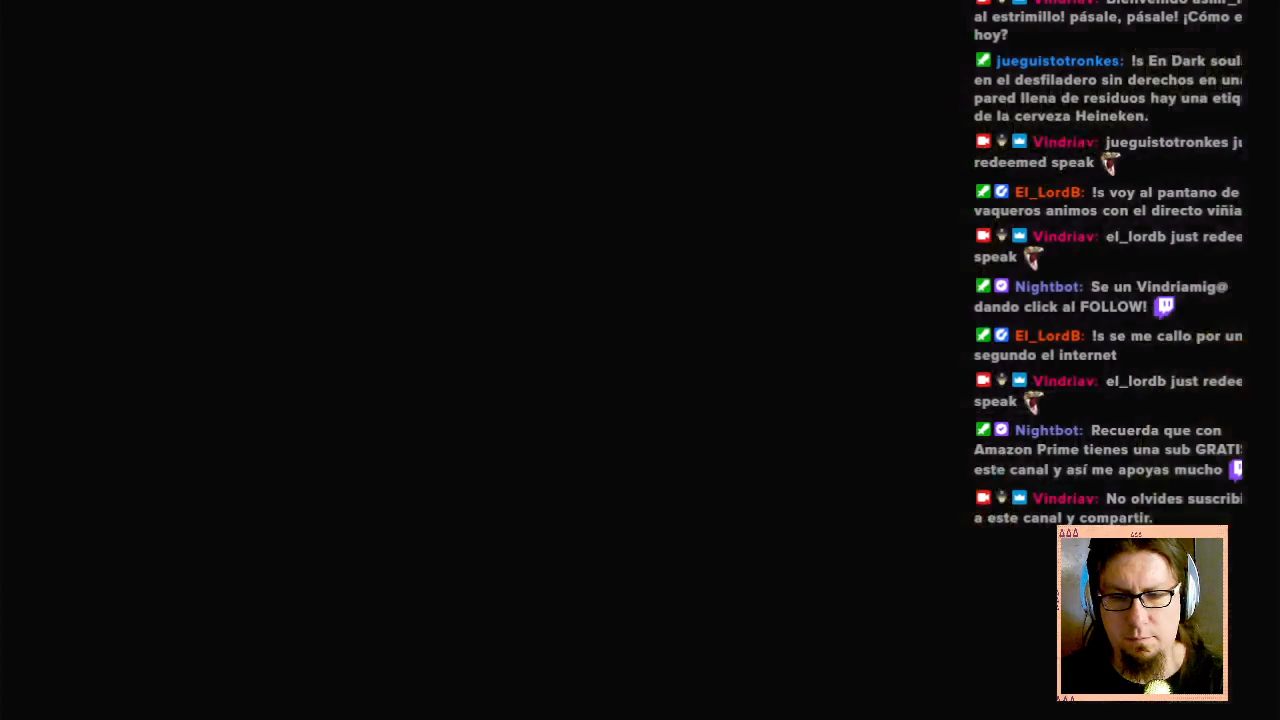 al estrimillo! pásale, pásale! ¡Cómo e
hoy?
jueguistotronkes: !s En Dark soul
en el desfiladero sin derechos en una
pared llena de residuos hay una etiq
de la cerveza Heineken.
Vindriav: jueguistotronkes ju
redeemed speak
El_LordB: !s voy al pantano de
vaqueros animos con el directo viñia
Vindriav: el_lordb just redee
speak
Nightbot: Se un Vindriamig@
dando click al FOLLOW!
El_LordB: !s se me callo por un
segundo el internet
Vindriav: el_lordb just redee
speak
Nightbot: Recuerda que con
Amazon Prime tienes una sub GRATI
este canal y así me apoyas mucho
Vindriav: No olvides suscribi
a este canal y compartir.